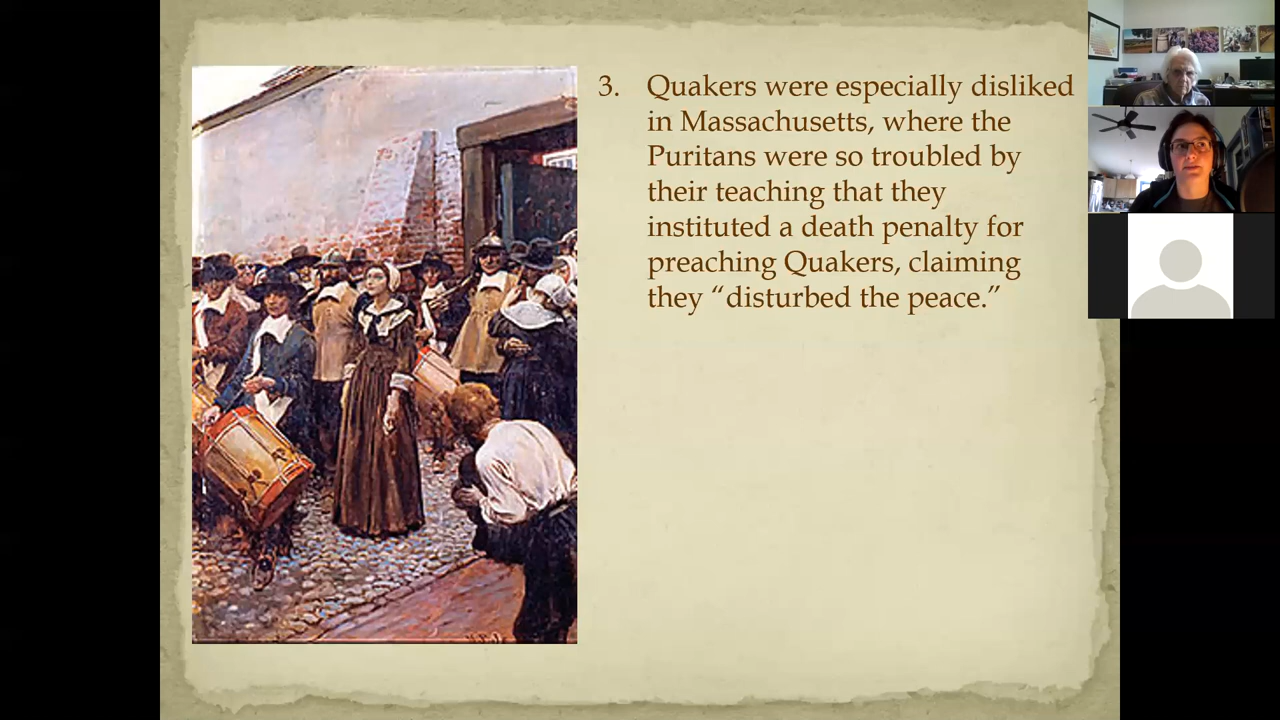 3. Quakers were especially disliked
in Massachusetts, where the
Puritans were so troubled by
their teaching that they
instituted a death penalty for
preaching Quakers, claiming
they “disturbed the peace.”